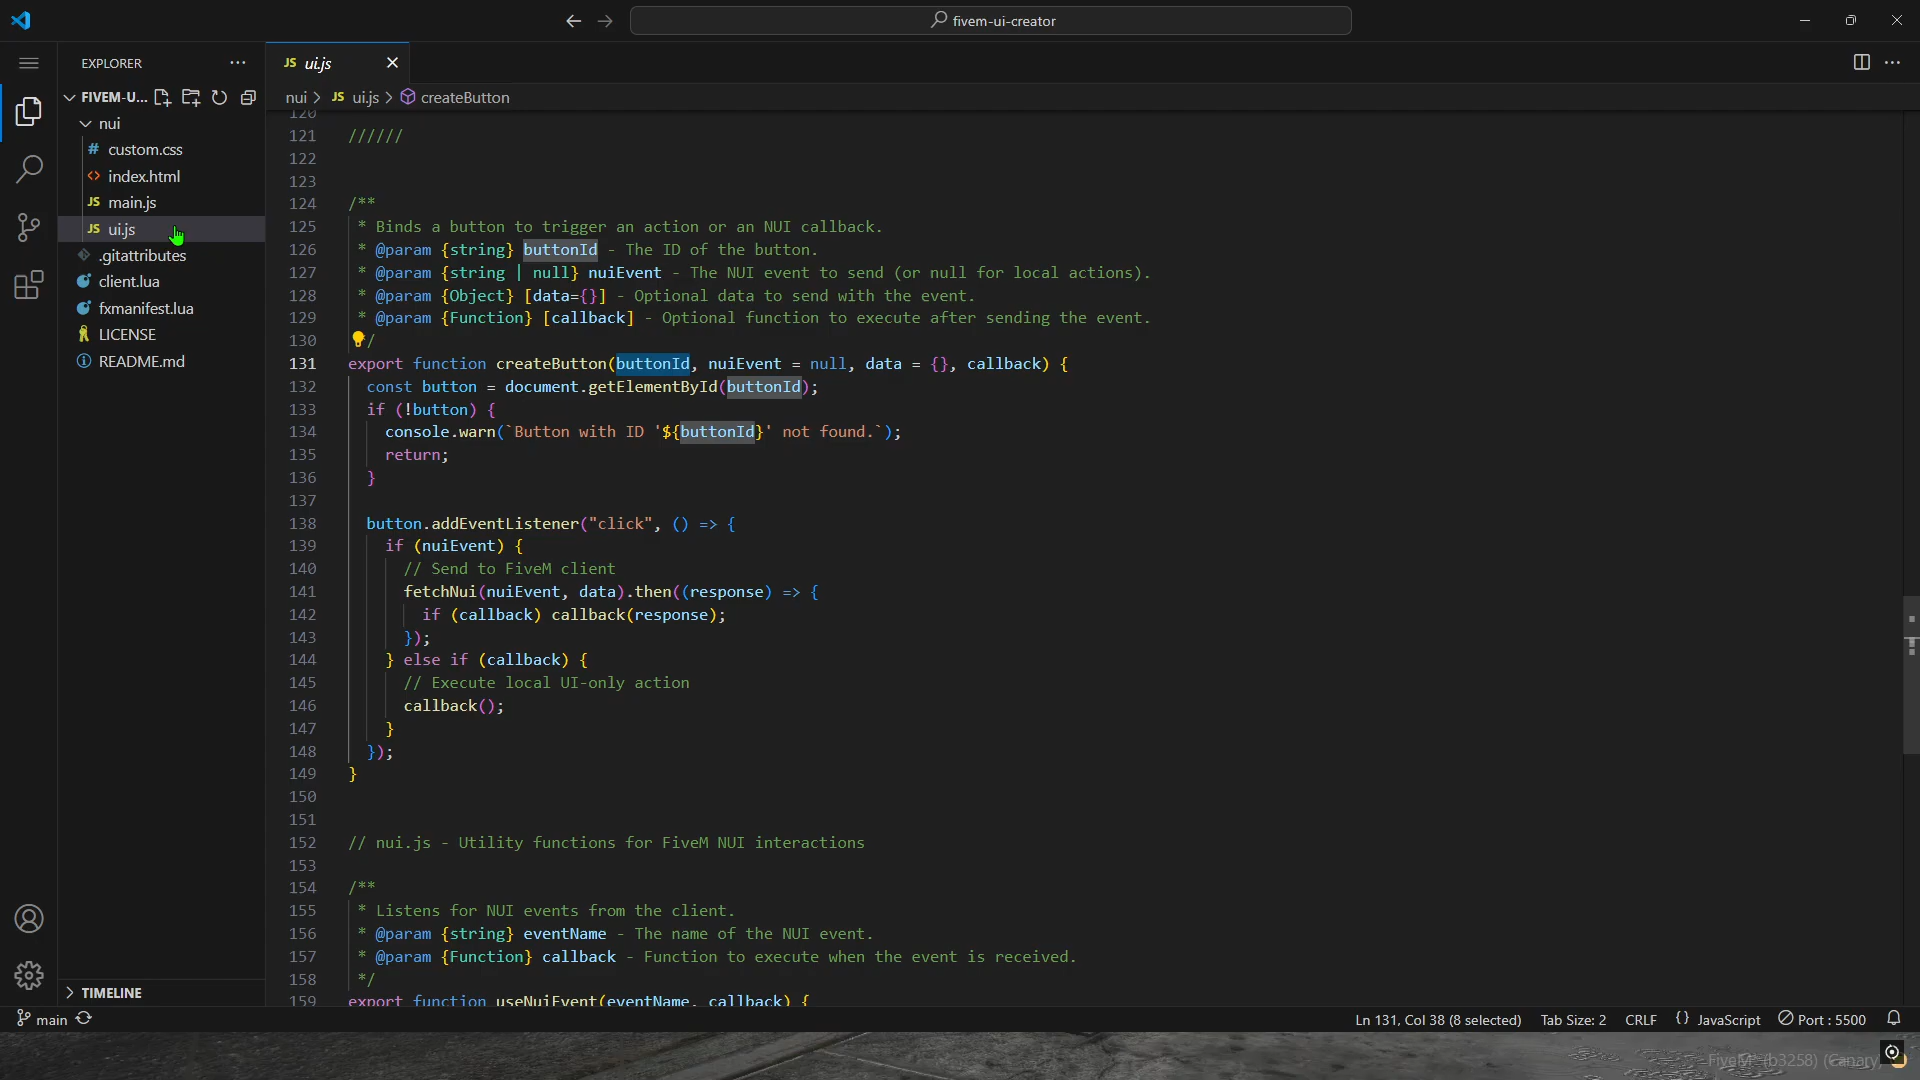 fivem-ui-creator
EXPLORER
JS ui.js
FIVEM-U...
nui
# custom.css
<> index.html
JS main.js
JS ui.js
.gitattributes
client.lua
fxmanifest.lua
LICENSE
README.md
TIMELINE
nui > JS ui.js > createButton
120
121 //////
122
123
124 /**
125 * Binds a button to trigger an action or an NUI callback.
126 * @param {string} buttonId - The ID of the button.
127 * @param {string | null} nuiEvent - The NUI event to send (or null for local actions).
128 * @param {Object} [data={}] - Optional data to send with the event.
129 * @param {Function} [callback] - Optional function to execute after sending the event.
130 /
131 export function createButton(buttonId, nuiEvent = null, data = {}, callback) {
132 const button = document.getElementById(buttonId);
133 if (!button) {
134 console.warn(`Button with ID '${buttonId}' not found.`);
135 return;
136 }
137
138 button.addEventListener("click", () => {
139 if (nuiEvent) {
140 // Send to FiveM client
141 fetchNui(nuiEvent, data).then((response) => {
142 if (callback) callback(response);
143 });
144 } else if (callback) {
145 // Execute local UI-only action
146 callback();
147 }
148 });
149 }
150
151
152 // nui.js - Utility functions for FiveM NUI interactions
153
154 /**
155 * Listens for NUI events from the client.
156 * @param {string} eventName - The name of the NUI event.
157 * @param {Function} callback - Function to execute when the event is received.
158 */
159 export function useNuiEvent(eventName, callback) {
main
Ln 131, Col 38 (8 selected) Tab Size: 2 CRLF {} JavaScript Port : 5500
FiveM® (b3258) (Canary)